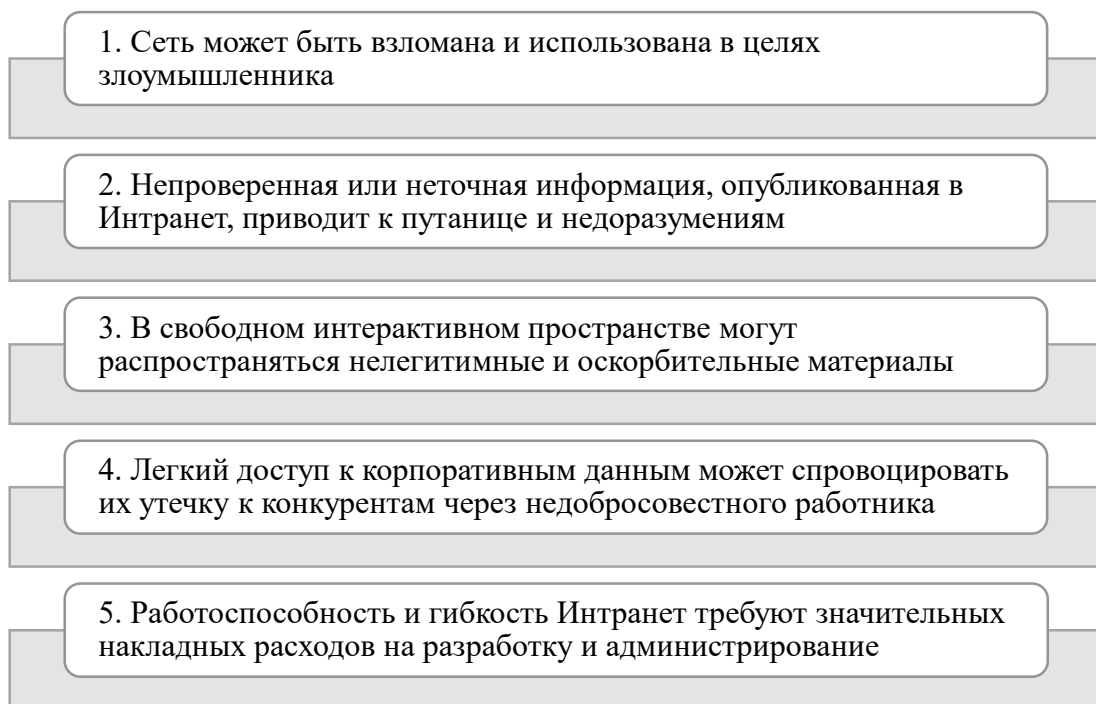 1. Сеть может быть взломана и использована в целях
злоумышленника
2. Непроверенная или неточная информация, опубликованная в
Интранет, приводит к путанице и недоразумениям
3. В свободном интерактивном пространстве могут
распространяться нелегитимные и оскорбительные материалы
4. Легкий доступ к корпоративным данным может спровоцировать
их утечку к конкурентам через недобросовестного работника
5. Работоспособность и гибкость Интранет требуют значительных
накладных расходов на разработку и администрирование